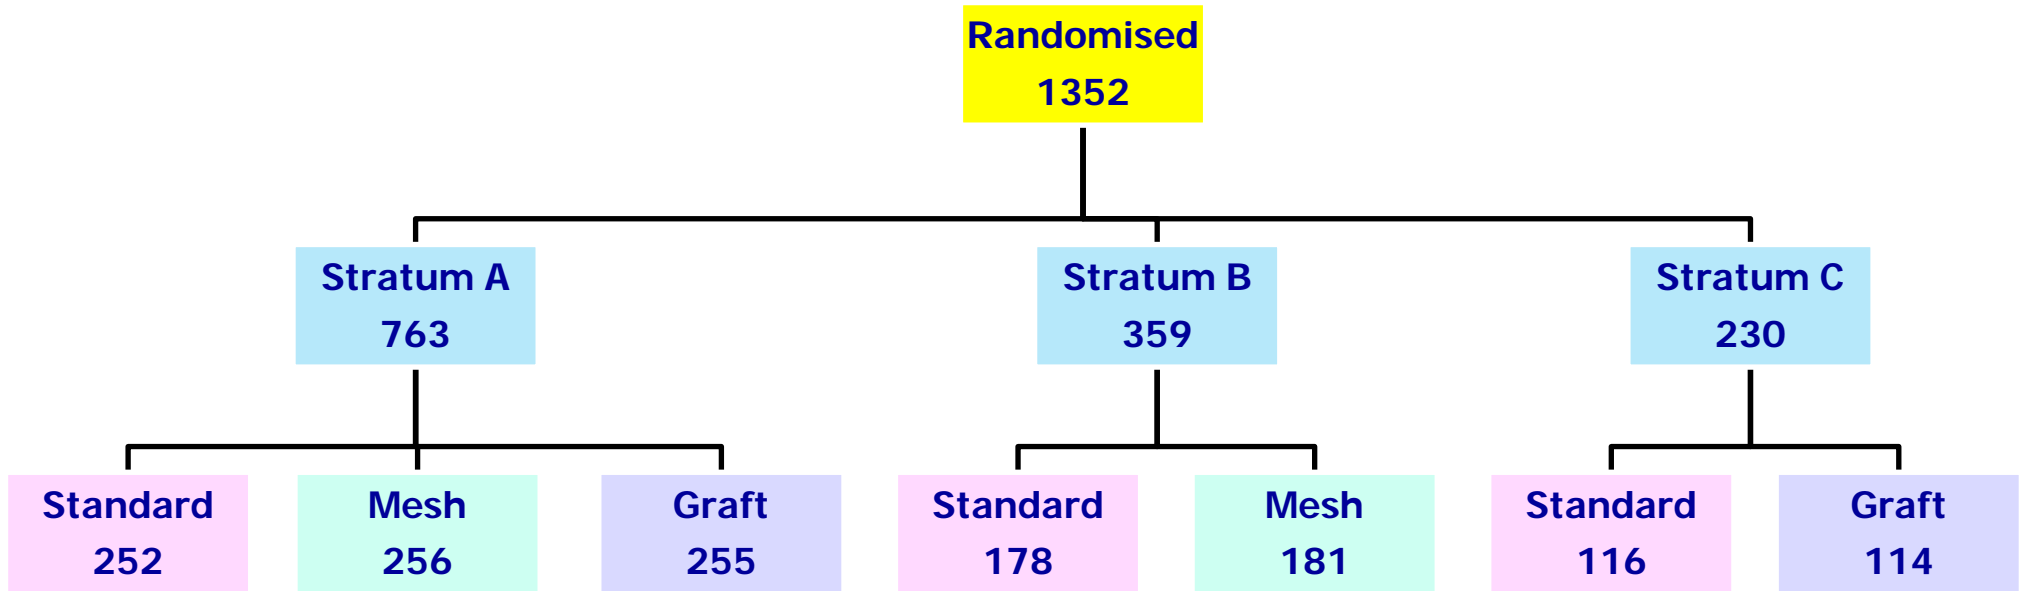 Randomised
1352
Stratum A
763
Stratum B
359
Stratum C
230
Standard
252
Mesh
256
Graft
255
Standard
178
Mesh
181
Standard
116
Graft
114